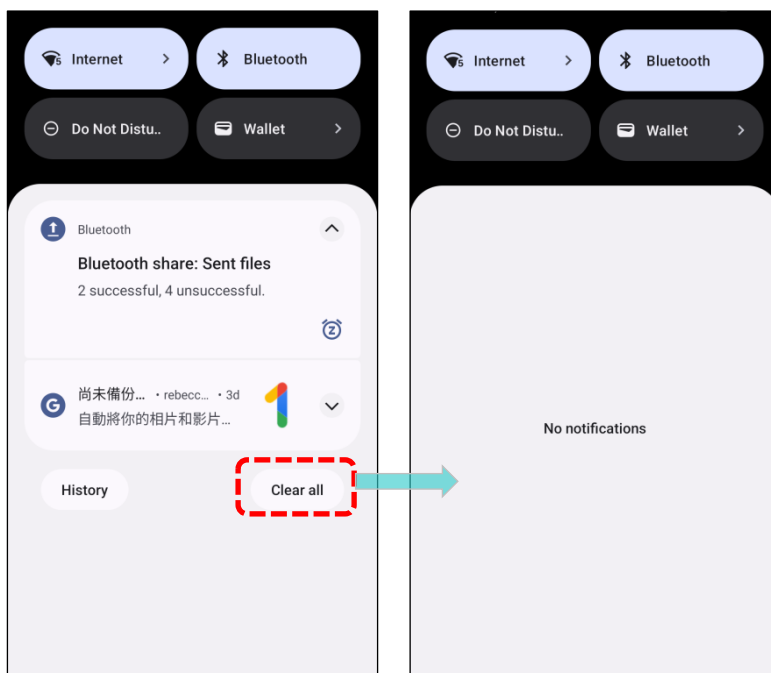 Internet
Bluetooth
Do Not Distu..
Wallet
Bluetooth
Bluetooth share: Sent files
2 successful, 4 unsuccessful.
尚未備份... • rebecc... • 3d
自動將你的相片和影片...
History
Clear all
Internet
Bluetooth
Do Not Distu..
Wallet
No notifications